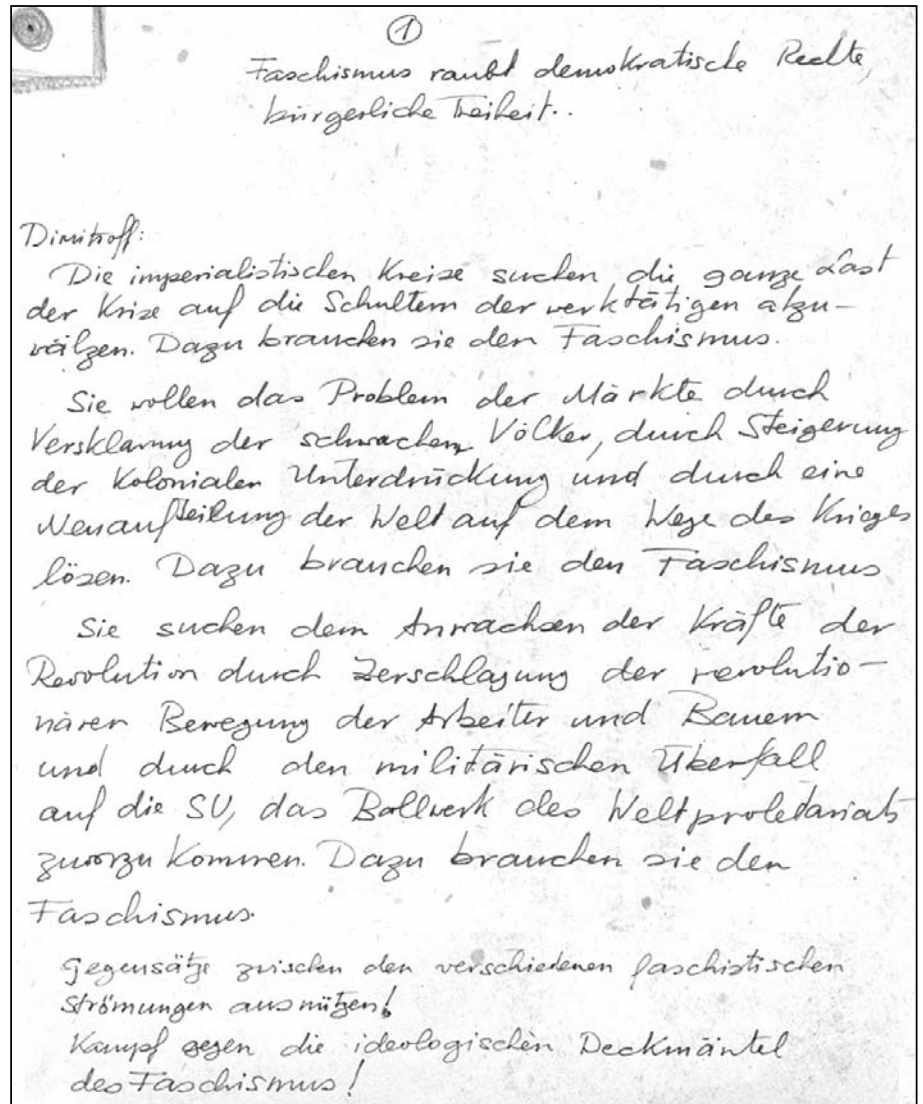 1
Faschismus raubt demokratische Rechte,
bürgerliche Freiheit..
Dimitroff:
Die imperialistischen Kreise suchen die ganze Last
der Krise auf die Schultern der werktätigen abzu-
wälzen. Dazu brauchen sie den Faschismus.
Sie wollen das Problem der Märkte durch
Versklavung der schwachen Völker, durch Steigerung
der Kolonialen Unterdrückung und durch eine
Neuaufteilung der Welt auf dem Wege des Krieges
lösen. Dazu brauchen sie den Faschismus
Sie suchen dem Anwachsen der Kräfte der
Revolution durch Zerschlagung der revolutio-
nären Bewegung der Arbeiter und Bauern
und durch den militärischen Überfall
auf die SU, das Bollwerk des Weltproletariats
zuvorzukommen. Dazu brauchen sie den
Faschismus.
Gegensätze zwischen den verschiedenen faschistischen
Strömungen ausnützen!
Kampf gegen die ideologischen Deckmäntel
des Faschismus!